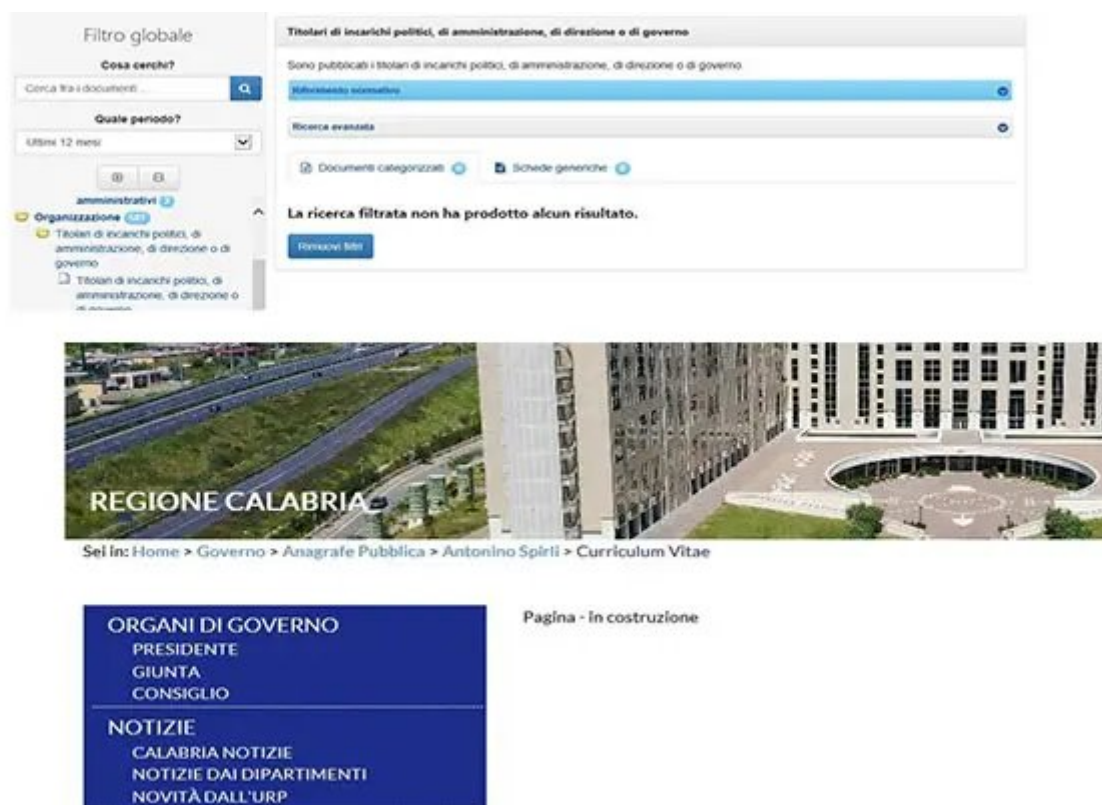 Filtro globale
Cosa cerchi?
Cerca fra i documenti ...
Quale periodo?
Ultimi 12 mesi
amministrativi
Organizzazione
Titolari di incarichi politici, di
amministrazione, di direzione o di
governo
Titolari di incarichi politici, di
amministrazione, di direzione o
di governo
Titolari di incarichi politici, di amministrazione, di direzione o di governo
Sono pubblicati i titolari di incarichi politici, di amministrazione, di direzione o di governo
Riferimento normativo
Ricerca avanzata
Documenti categorizzati
Schede generiche
La ricerca filtrata non ha prodotto alcun risultato.
Rimuovi filtri
REGIONE CALABRIA
Sei in: Home > Governo > Anagrafe Pubblica > Antonino Spirlì > Curriculum Vitae
ORGANI DI GOVERNO
PRESIDENTE
GIUNTA
CONSIGLIO
NOTIZIE
CALABRIA NOTIZIE
NOTIZIE DAI DIPARTIMENTI
NOVITÀ DALL'URP
Pagina - in costruzione